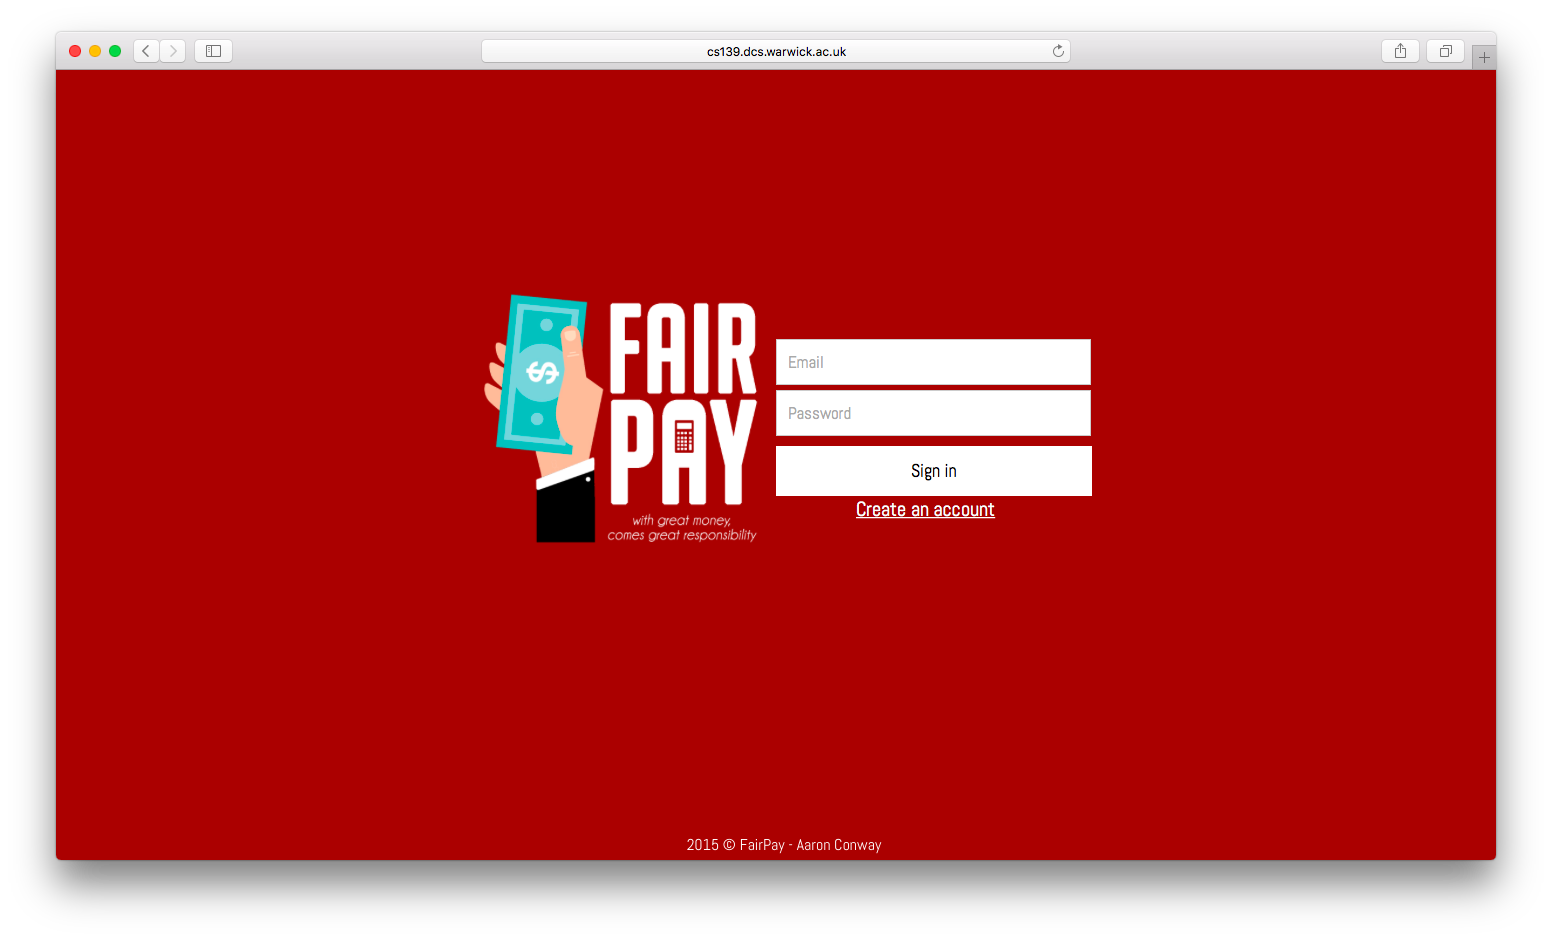 cs139.dcs.warwick.ac.uk
$
FAIR
PAY
with great money,
comes great responsibility
Email
Password
Sign in
Create an account
2015 © FairPay - Aaron Conway